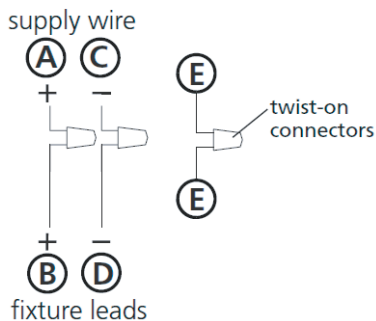 supply wire
A C
+ −
E
twist-on
connectors
E
+ −
B D
fixture leads